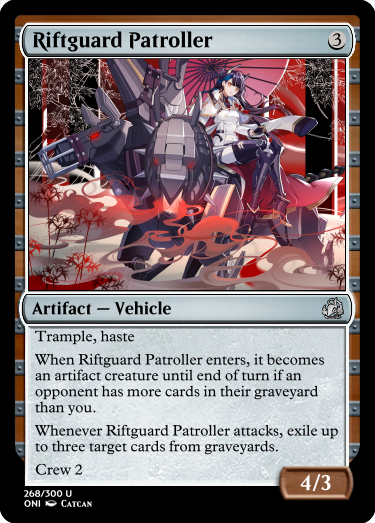 Riftguard Patroller
3
Artifact — Vehicle
Trample, haste
When Riftguard Patroller enters, it becomes
an artifact creature until end of turn if an
opponent has more cards in their graveyard
than you.
Whenever Riftguard Patroller attacks, exile up
to three target cards from graveyards.
Crew 2
4/3
268/300 U
ONI Catcan